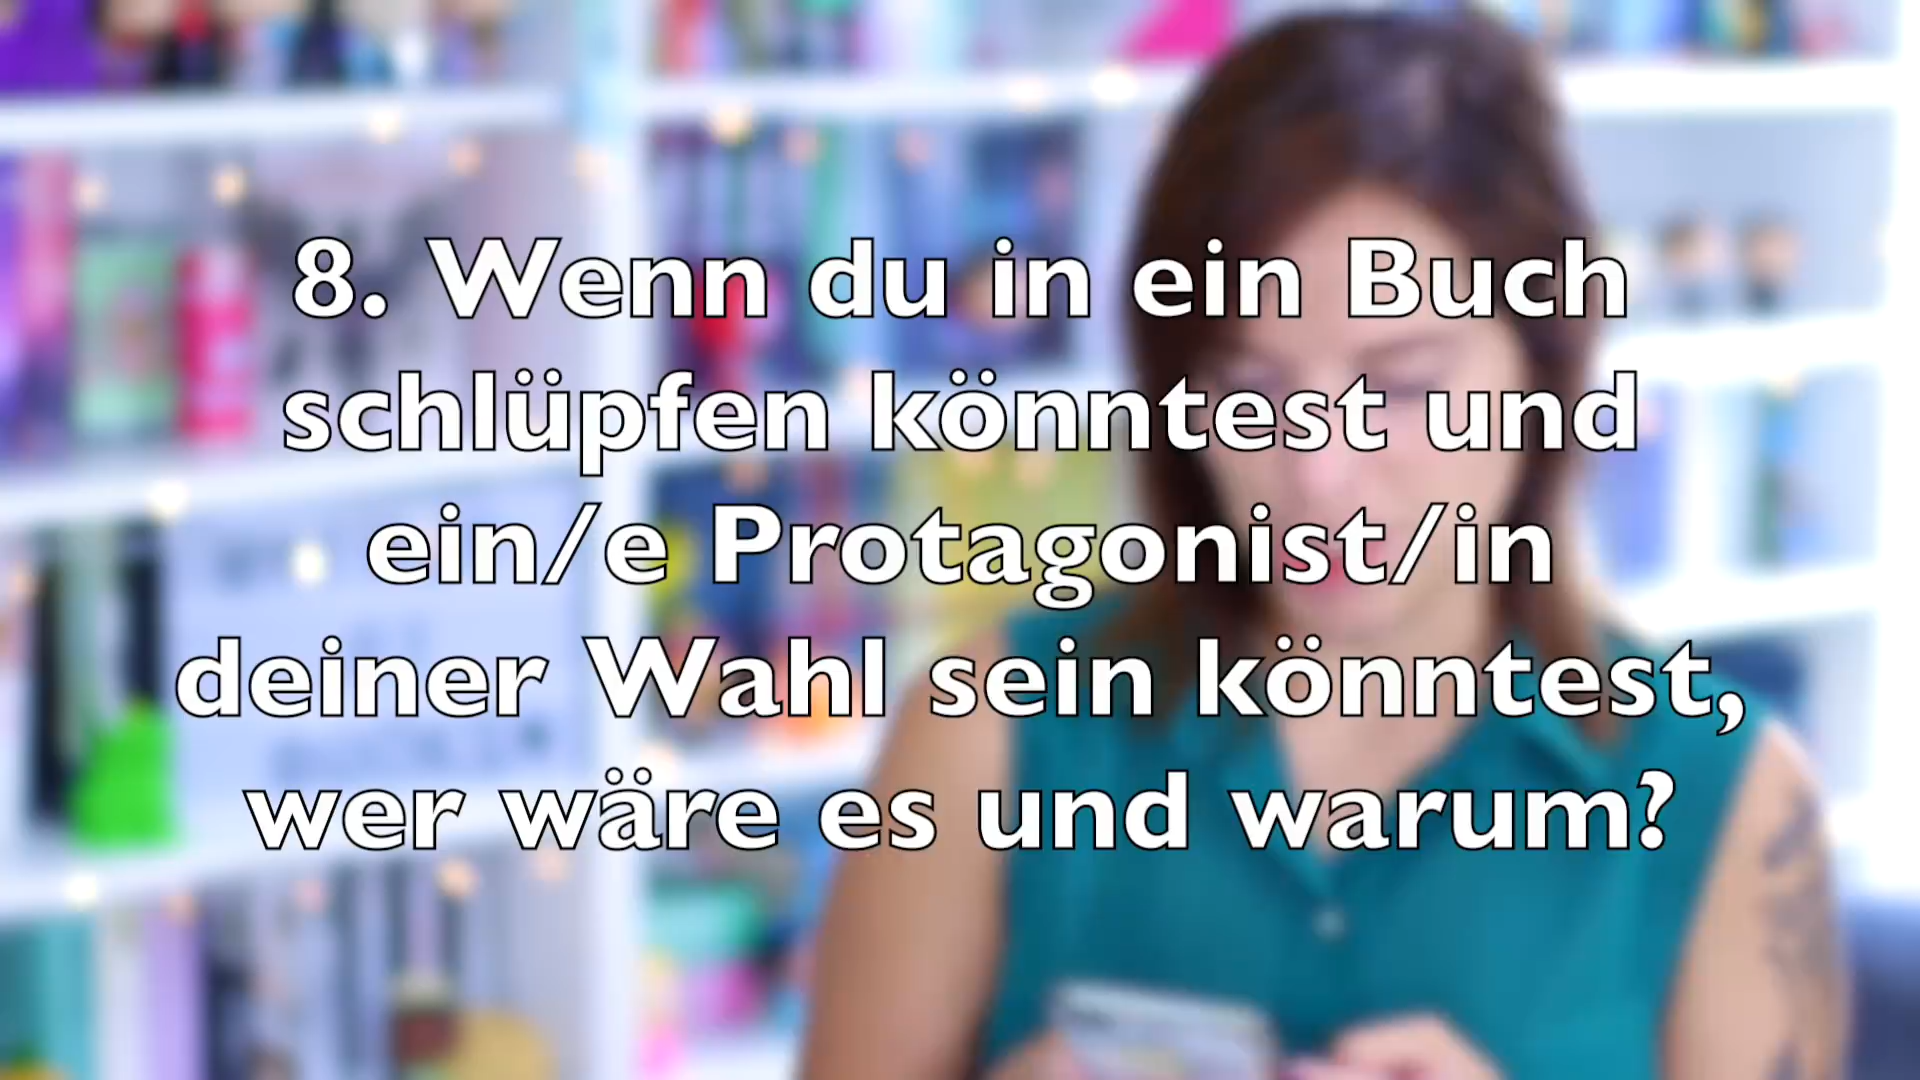 8. Wenn du in ein Buch
schlüpfen könntest und
ein/e Protagonist/in
deiner Wahl sein könntest,
wer wäre es und warum?